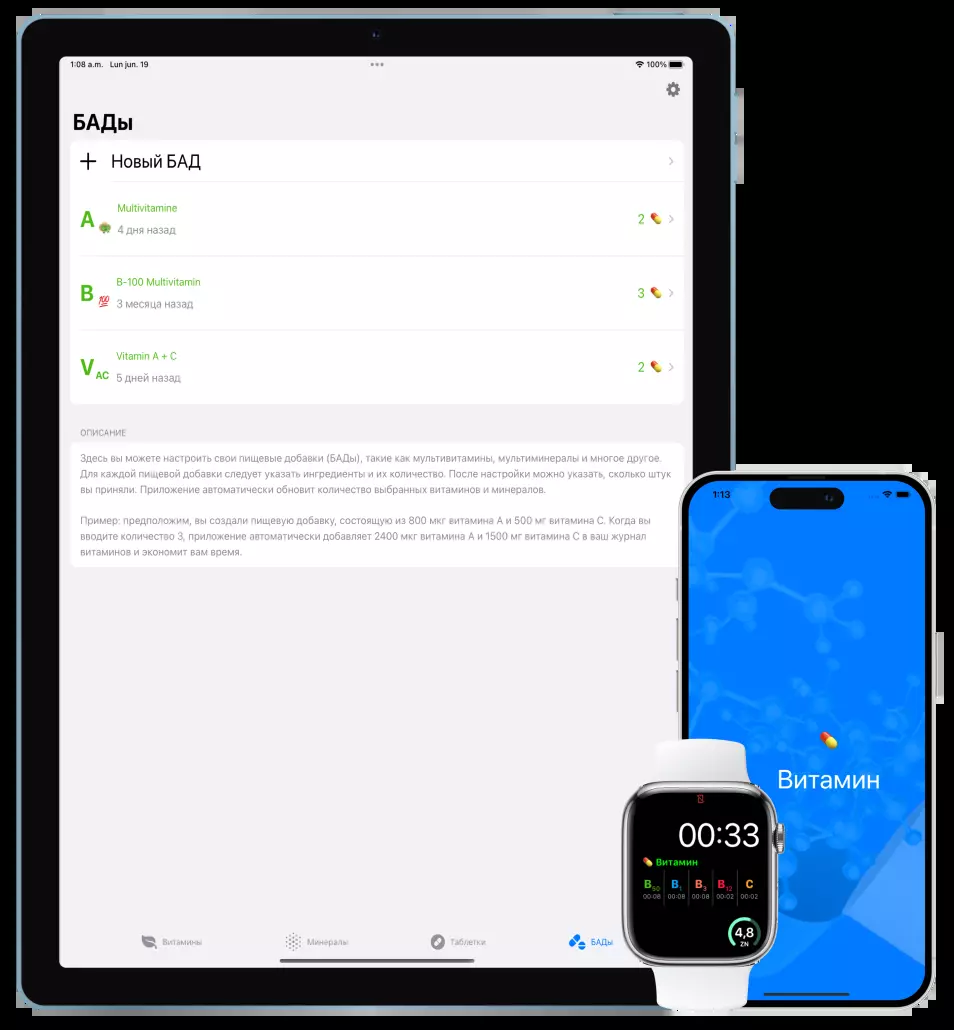 1:08 a.m. Lun jun. 19
100%
БАДы
Новый БАД
A
Multivitamine
4 дня назад
2
B
100
B-100 Multivitamin
3 месяца назад
3
V AC
Vitamin A + C
5 дней назад
2
ОПИСАНИЕ
Здесь вы можете настроить свои пищевые добавки (БАДы), такие как мультивитамины, мультиминералы и многое другое.
Для каждой пищевой добавки следует указать ингредиенты и их количество. После настройки можно указать, сколько штук
вы приняли. Приложение автоматически обновит количество выбранных витаминов и минералов.
Пример: предположим, вы создали пищевую добавку, состоящую из 800 мкг витамина A и 500 мг витамина C. Когда вы
вводите количество 3, приложение автоматически добавляет 2400 мкг витамина A и 1500 мг витамина C в ваш журнал
витаминов и экономит вам время.
Витамины
Минералы
Таблетки
БАДы
1:13
Витамин
00:33
Витамин
B50 B1 B3 B12 C
00:08 00:08 00:08 00:02 00:02
4,8
ZN